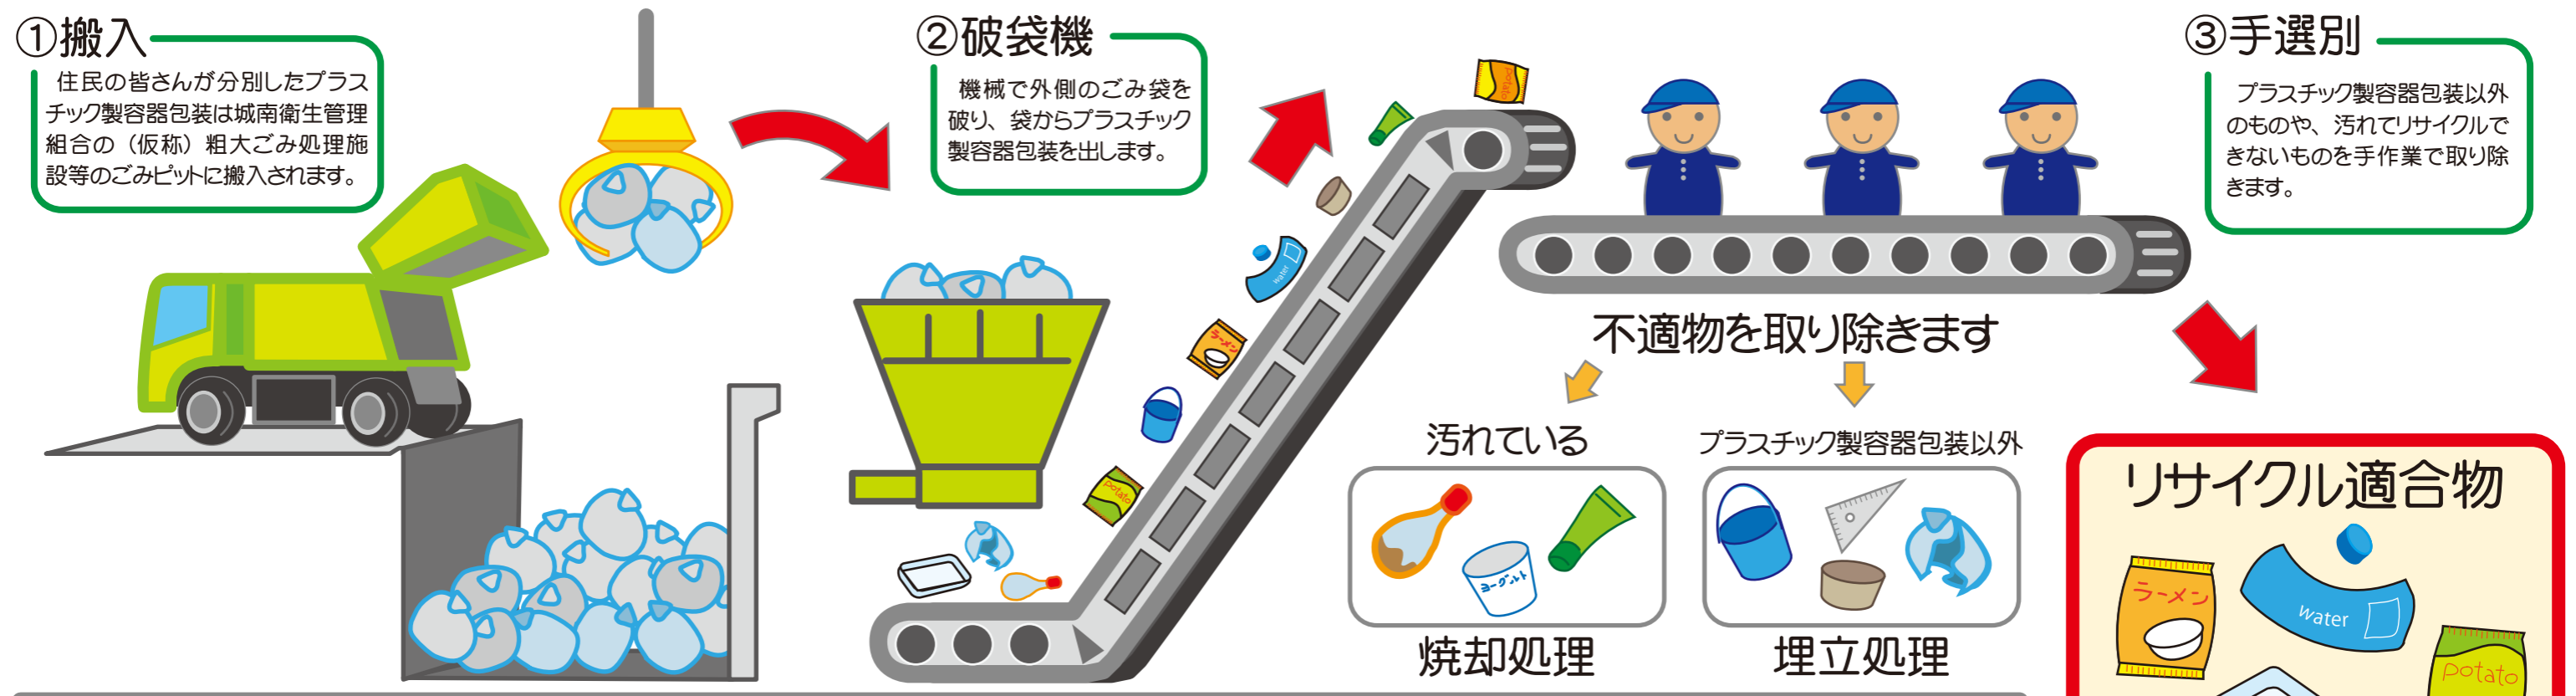 ①搬入
住民の皆さんが分別したプラス
チック製容器包装は城南衛生管理
組合の（仮称）粗大ごみ処理施
設等のごみピットに搬入されます。
②破袋機
機械で外側のごみ袋を
破り、袋からプラスチック
製容器包装を出します。
potato
water
ラーメン
potato
③手選別
プラスチック製容器包装以外
のものや、汚れてリサイクルで
きないものを手作業で取り除
きます。
不適物を取り除きます
汚れている
ヨーグルト
焼却処理
プラスチック製容器包装以外
埋立処理
リサイクル適合物
ラーメン
water
potato